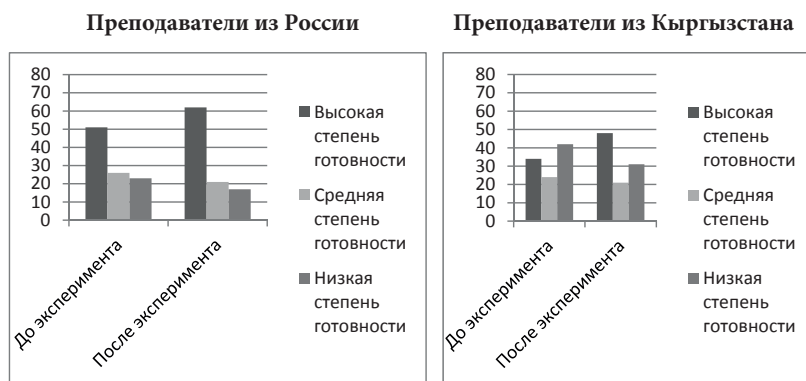 Преподаватели из России
80
70
60
50
40
30
20
10
0
До эксперимента
После эксперимента
Высокая
степень
готовности
Средняя
степень
готовности
Низкая
степень
готовности
Преподаватели из Кыргызстана
80
70
60
50
40
30
20
10
0
До эксперимента
После эксперимента
Высокая
степень
готовности
Средняя
степень
готовности
Низкая
степень
готовности